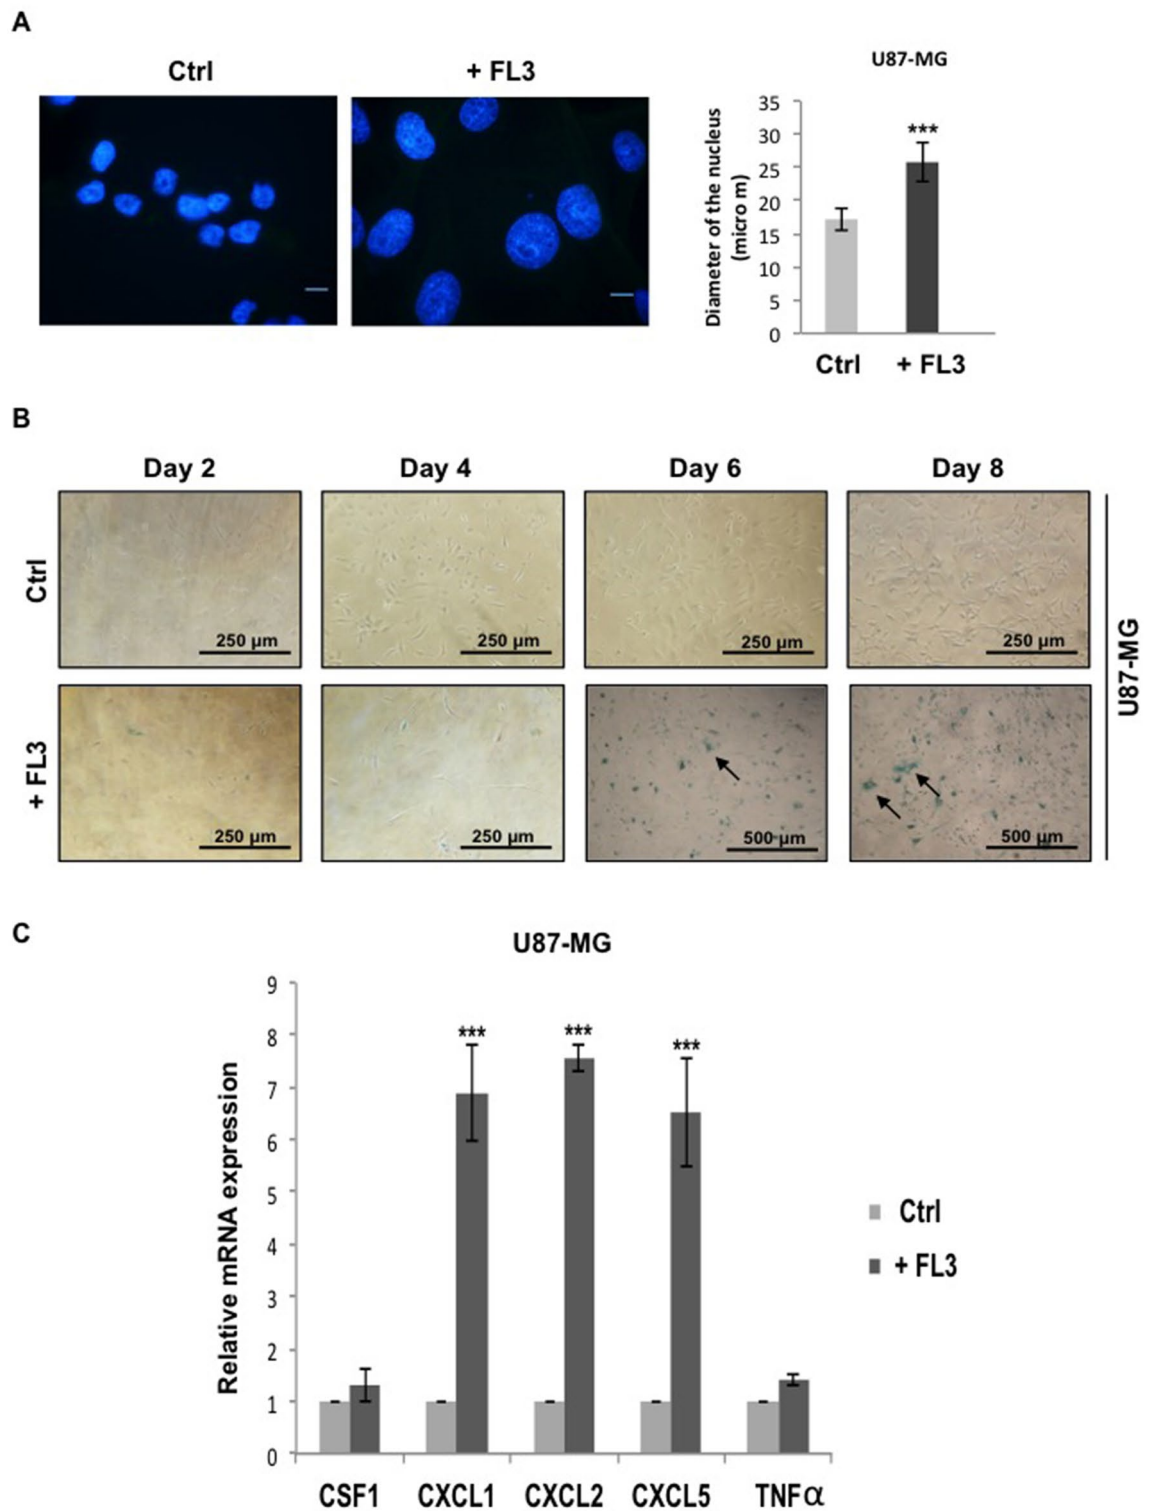 A
Ctrl
+ FL3
U87-MG
Diameter of the nucleus
(micro m)
35
30
25
20
15
10
5
0
***
Ctrl
+ FL3
B
Day 2
Day 4
Day 6
Day 8
Ctrl
250 µm
250 µm
250 µm
250 µm
+ FL3
250 µm
250 µm
500 µm
500 µm
U87-MG
C
U87-MG
Relative mRNA expression
9
8
7
6
5
4
3
2
1
0
***
***
***
Ctrl
+ FL3
CSF1
CXCL1
CXCL2
CXCL5
TNFα